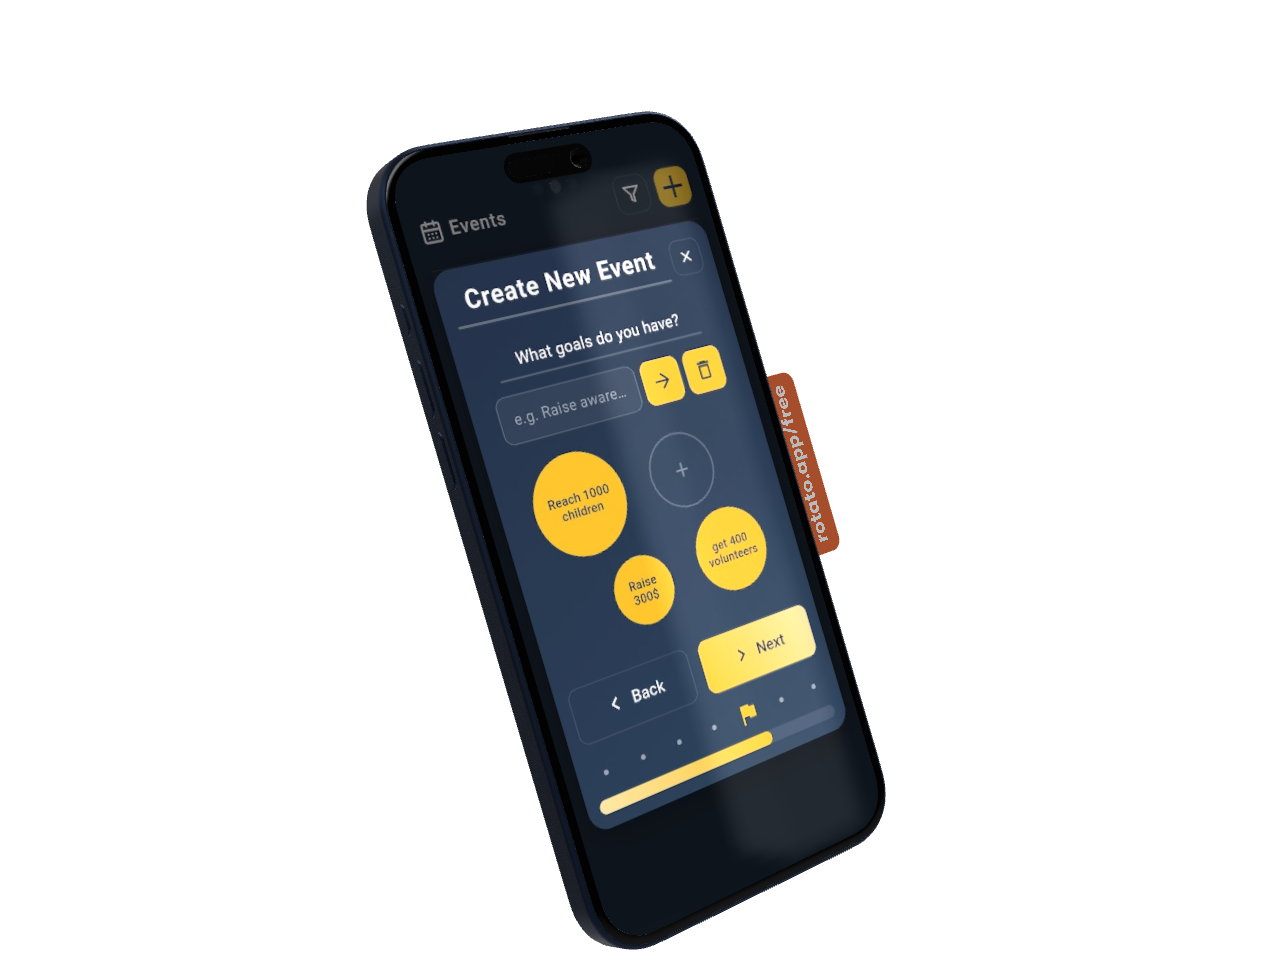 Events
Create New Event
What goals do you have?
e.g. Raise aware...
Reach 1000
children
get 400
volunteers
Raise
300$
Next
Back
rotato.app/free